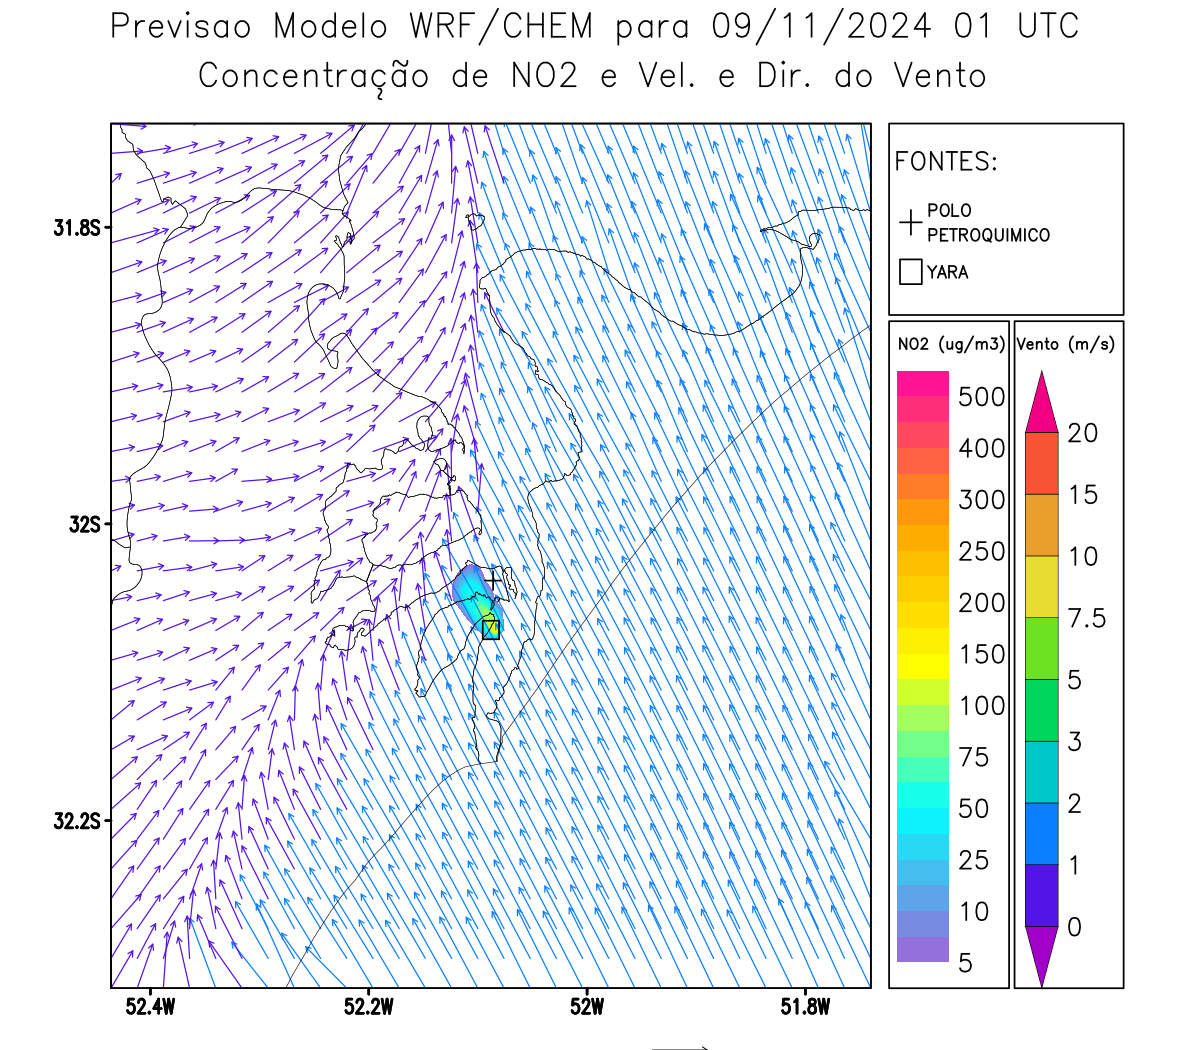 Previsao Modelo WRF/CHEM para 09/11/2024 01 UTC
Concentração de NO2 e Vel. e Dir. do Vento
FONTES:
POLO
PETROQUIMICO
YARA
NO2 (ug/m3)
500
400
300
250
200
150
100
75
50
25
10
5
Vento (m/s)
20
15
10
7.5
5
3
2
1
0
31.8S
32S
32.2S
52.4W
52.2W
52W
51.8W